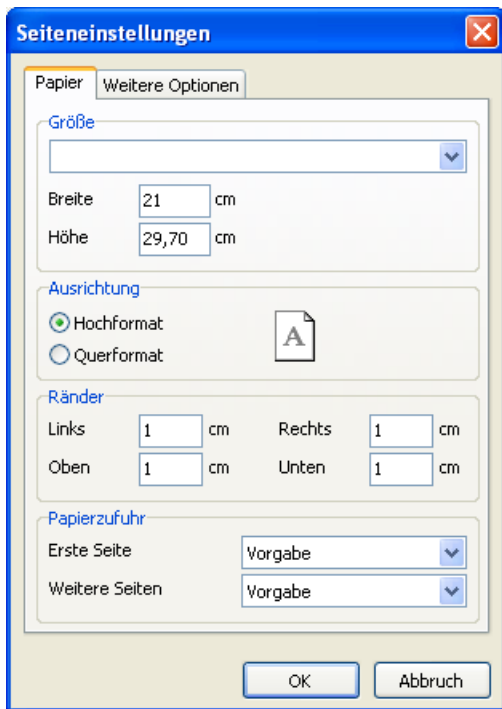 Seiteneinstellungen
Papier Weitere Optionen
Größe
Breite 21 cm
Höhe 29,70 cm
Ausrichtung
Hochformat
Querformat
A
Ränder
Links 1 cm Rechts 1 cm
Oben 1 cm Unten 1 cm
Papierzufuhr
Erste Seite Vorgabe
Weitere Seiten Vorgabe
OK Abbruch